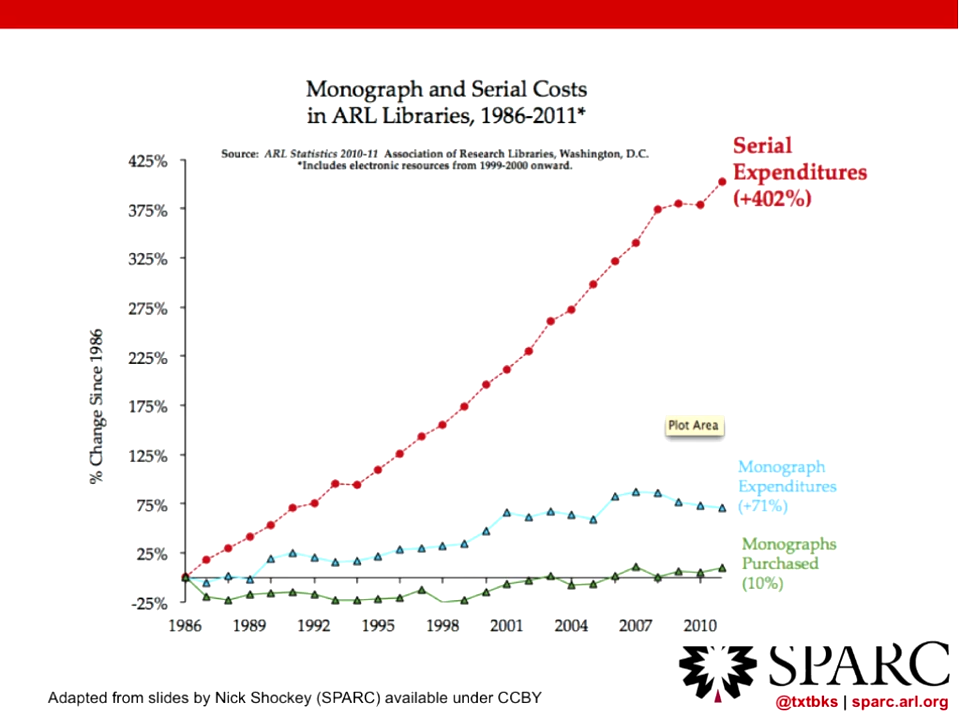 Monograph and Serial Costs
in ARL Libraries, 1986-2011*
Source: ARL Statistics 2010-11 Association of Research Libraries, Washington, D.C.
*Includes electronic resources from 1999-2000 onward.
Serial
Expenditures
(+402%)
% Change Since 1986
425%
375%
325%
275%
225%
175%
125%
75%
25%
-25%
Plot Area
Monograph
Expenditures
(+71%)
Monographs
Purchased
(10%)
1986 1989 1992 1995 1998 2001 2004 2007 2010
SPARC
Adapted from slides by Nick Shockey (SPARC) available under CCBY
@txtbks | sparc.arl.org